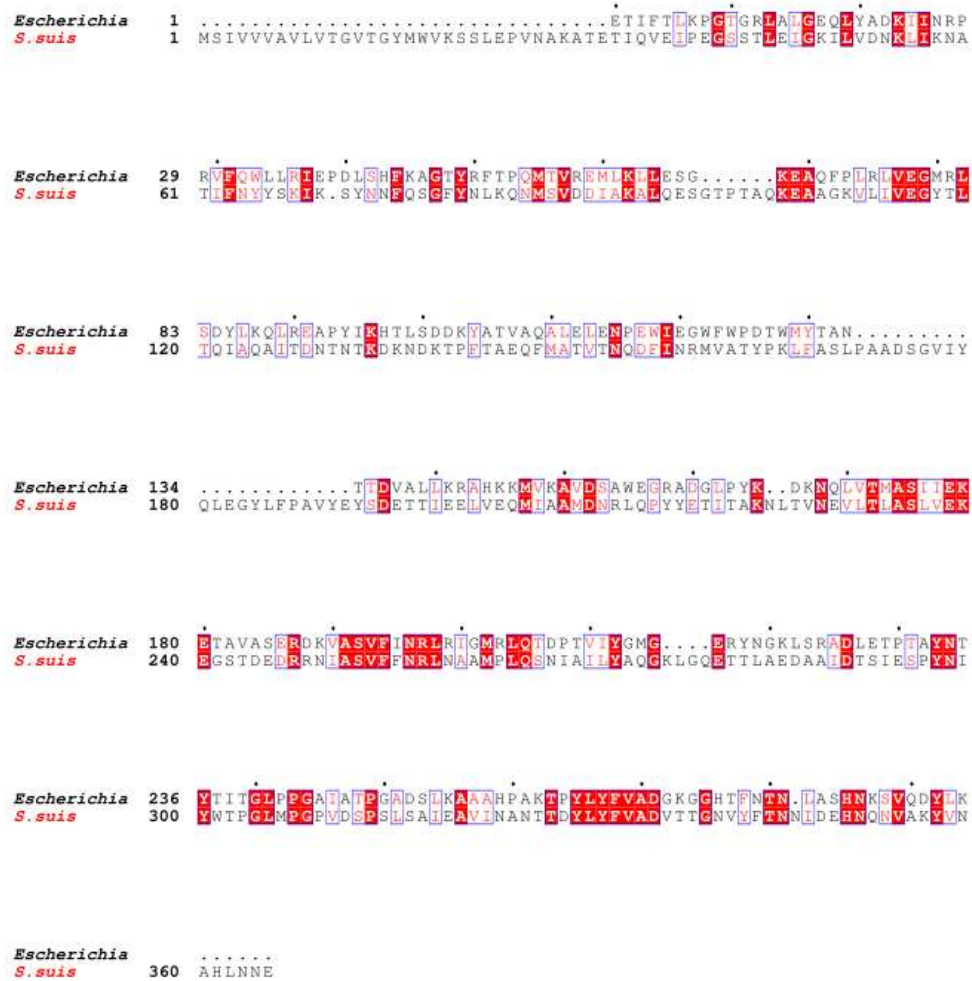 Escherichia 1 ................................ETIFTLKPGTGRLALGEQLYADKIINRP
S.suis 1 MSIVVVAVLVTGVTGYMWVKSSLEPVNAKATETIQVEIPEGSSTLEIGKILVDNKLIKNA
Escherichia 29 RVFQWLLRIEPDLSHFKAGTYRFTPQMTVREMLKLLESG......KEAQFPLRLVEGMRL
S.suis 61 TIFNYYSKIK.SYNNFQSGFYNLKQNMSVDDIAKALQESGTPTAQKEAAGKVLIVEGYTL
Escherichia 83 SDYLKQLREAPYIKHTLSDDKYATVAQALELENPEWIEGWFWPDTWMYTAN.........
S.suis 120 TQIAQAITDNTNTKDKNDKTPFTAEQFMATVTNQDFINRMVATYPKLFASLPAADSGVIY
Escherichia 134 .............TTDVALLKRAHKKMVKAVDSAWEGRADGLPYK..DKNQLVTMASIIEK
S.suis 180 QLEGYLFPAVYEYSDETTIEELVEQMIAAMDNRLQPYYETITAKNLTVNEVLTLASLVEK
Escherichia 180 ETAVASERDKVASVFINRLRIGMRLQTDPTVIYGMG....ERYNGKLSRADLETPTAYNT
S.suis 240 EGSTDEDRRNIASVFFNRLNAAMPLQSNIAILYAQGKLGQETTLAEDAAIDTSIESPYNI
Escherichia 236 YTITGLPPGAIATPGADSLKAAAHPAKTPYLYFVADGKGGHTFNTN.LASHNKSVQDYLK
S.suis 300 YWTPGLMPGPVDSPSLSAIEAVINANTTDYLYFVADVTTGNVYFTNNIDEHNQNVAKYVN
Escherichia ......
S.suis 360 AHLNNE